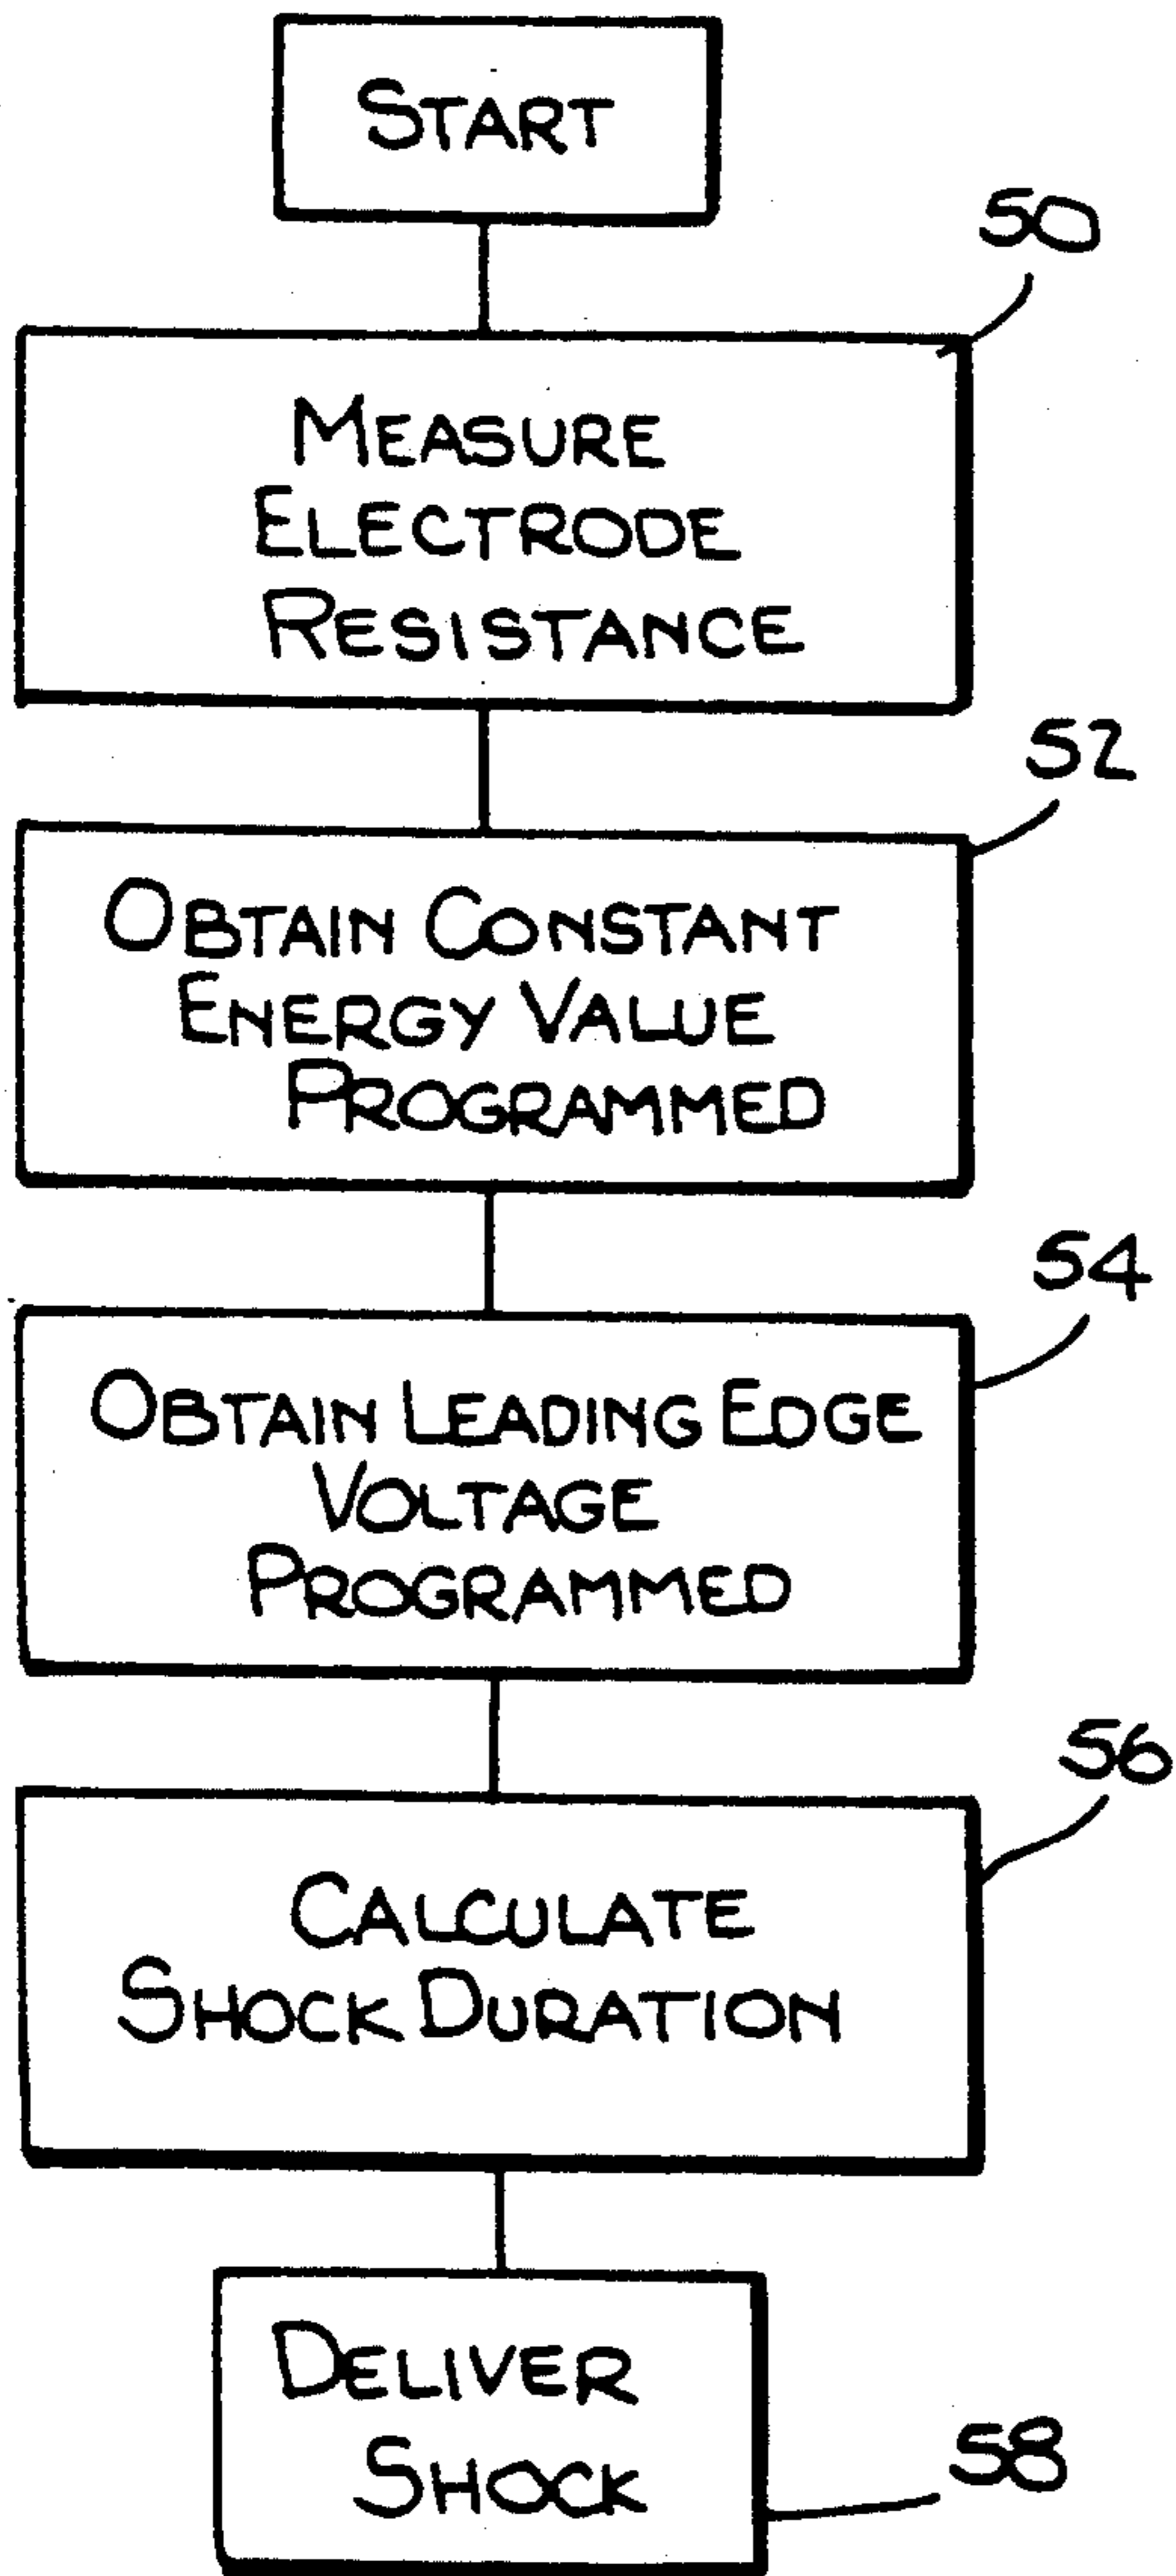 START
50
MEASURE
ELECTRODE
RESISTANCE
52
OBTAIN CONSTANT
ENERGY VALUE
PROGRAMMED
54
OBTAIN LEADING EDGE
VOLTAGE
PROGRAMMED
56
CALCULATE
SHOCK DURATION
DELIVER
SHOCK
58